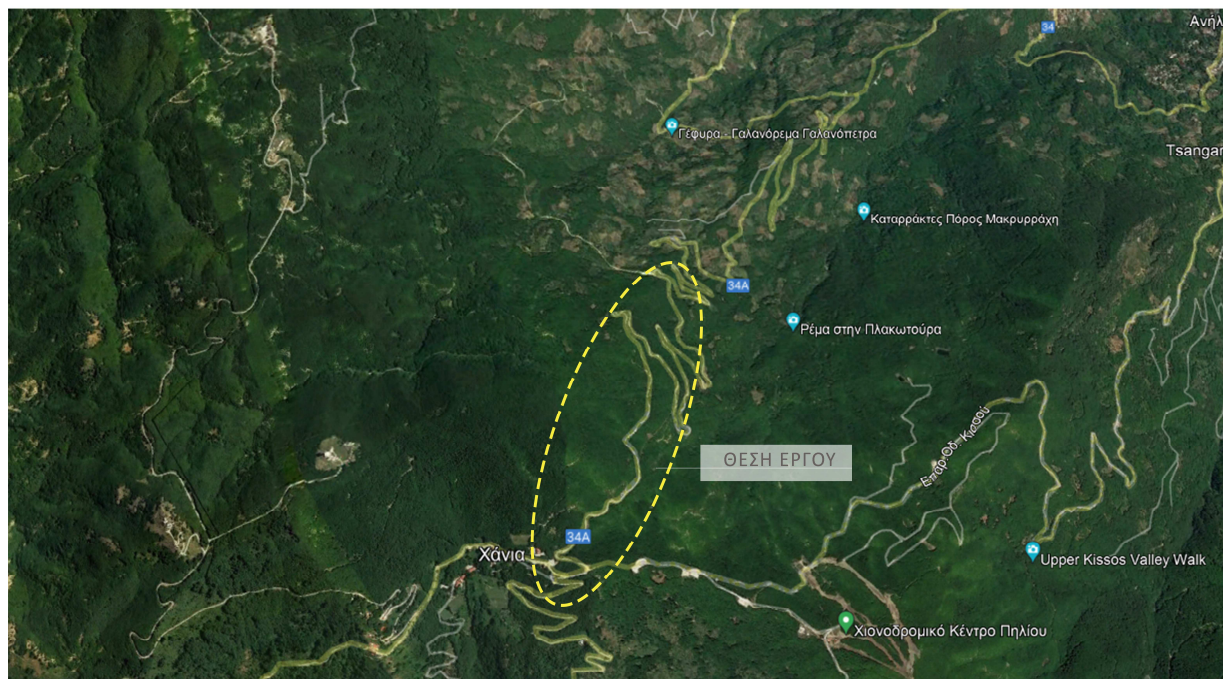 Ανήλ
34
Γέφυρα - Γαλανόρεμα Γαλανόπετρα
Tsangar
Καταρράκτες Πόρος Μακρυρράχη
34A
Ρέμα στην Πλακωτούρα
Επαρ.Οδ. Κισσού
ΘΕΣΗ ΕΡΓΟΥ
34A
Χάνια
Upper Kissos Valley Walk
Χιονοδρομικό Κέντρο Πηλίου